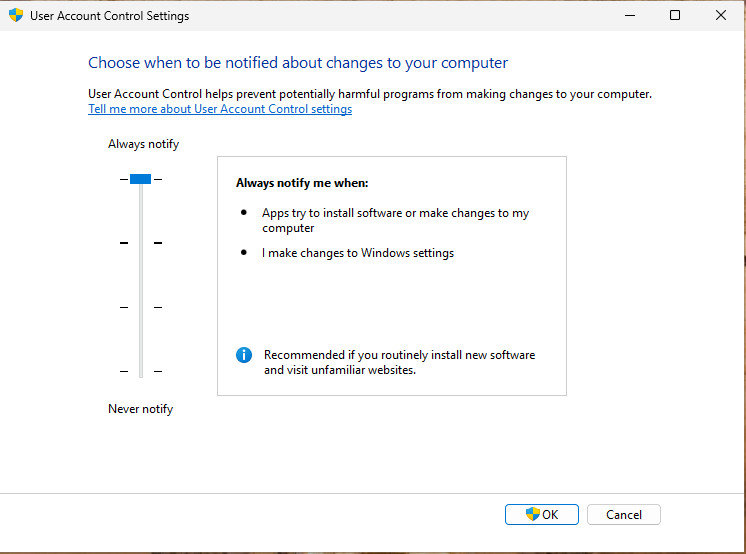 User Account Control Settings
Choose when to be notified about changes to your computer
User Account Control helps prevent potentially harmful programs from making changes to your computer.
Tell me more about User Account Control settings
Always notify
Always notify me when:
Apps try to install software or make changes to my
computer
I make changes to Windows settings
Recommended if you routinely install new software
and visit unfamiliar websites.
Never notify
OK
Cancel